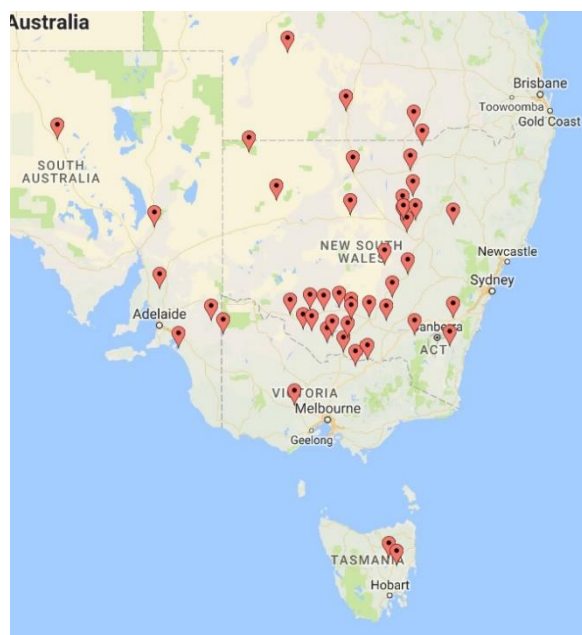 Australia
Brisbane
Toowoomba
Gold Coast
SOUTH
AUSTRALIA
NEW SOUTH
WALES
Newcastle
Sydney
Adelaide
Canberra
ACT
VICTORIA
Melbourne
Geelong
TASMANIA
Hobart